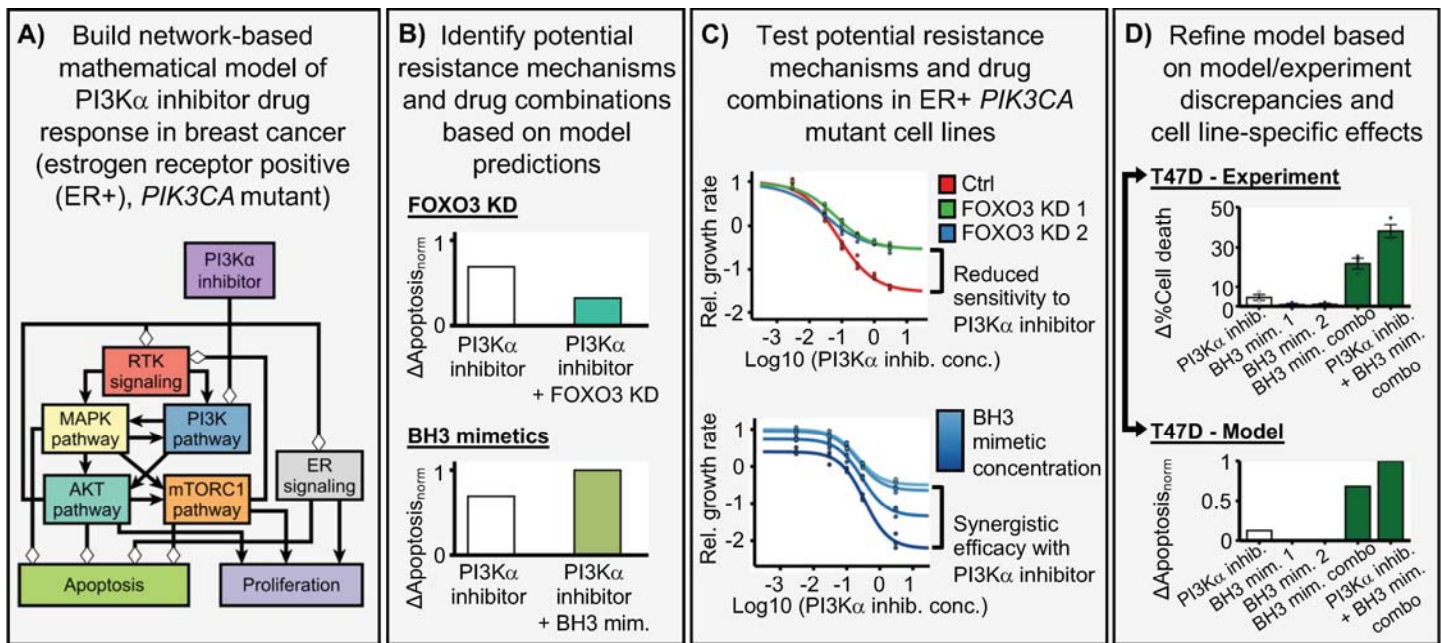 A) Build network-based
mathematical model of
PI3Kα inhibitor drug
response in breast cancer
(estrogen receptor positive
(ER+), PIK3CA mutant)
PI3Kα
inhibitor
RTK
signaling
MAPK
pathway
PI3K
pathway
AKT
pathway
mTORC1
pathway
ER
signaling
Apoptosis
Proliferation
B) Identify potential
resistance mechanisms
and drug combinations
based on model
predictions
FOXO3 KD
ΔApoptosisnorm
1
0
PI3Kα
inhibitor
PI3Kα
inhibitor
+ FOXO3 KD
BH3 mimetics
ΔApoptosisnorm
1
0
PI3Kα
inhibitor
PI3Kα
inhibitor
+ BH3 mim.
C) Test potential resistance
mechanisms and drug
combinations in ER+ PIK3CA
mutant cell lines
Rel. growth rate
1
0
-1
-2
-3 -2 -1 0 1
Log10 (PI3Kα inhib. conc.)
Ctrl
FOXO3 KD 1
FOXO3 KD 2
Reduced
sensitivity to
PI3Kα inhibitor
Rel. growth rate
1
0
-1
-2
-3 -2 -1 0 1
Log10 (PI3Kα inhib. conc.)
BH3
mimetic
concentration
Synergistic
efficacy with
PI3Kα inhibitor
D) Refine model based
on model/experiment
discrepancies and
cell line-specific effects
T47D - Experiment
Δ%Cell death
50
30
10
0
PI3Kα inhib.
BH3 mim. 1
BH3 mim. 2
BH3 mim. combo
PI3Kα inhib.
+ BH3 mim.
combo
T47D - Model
ΔApoptosisnorm
1
0.5
0
PI3Kα inhib.
BH3 mim. 1
BH3 mim. 2
BH3 mim. combo
PI3Kα inhib.
+ BH3 mim.
combo